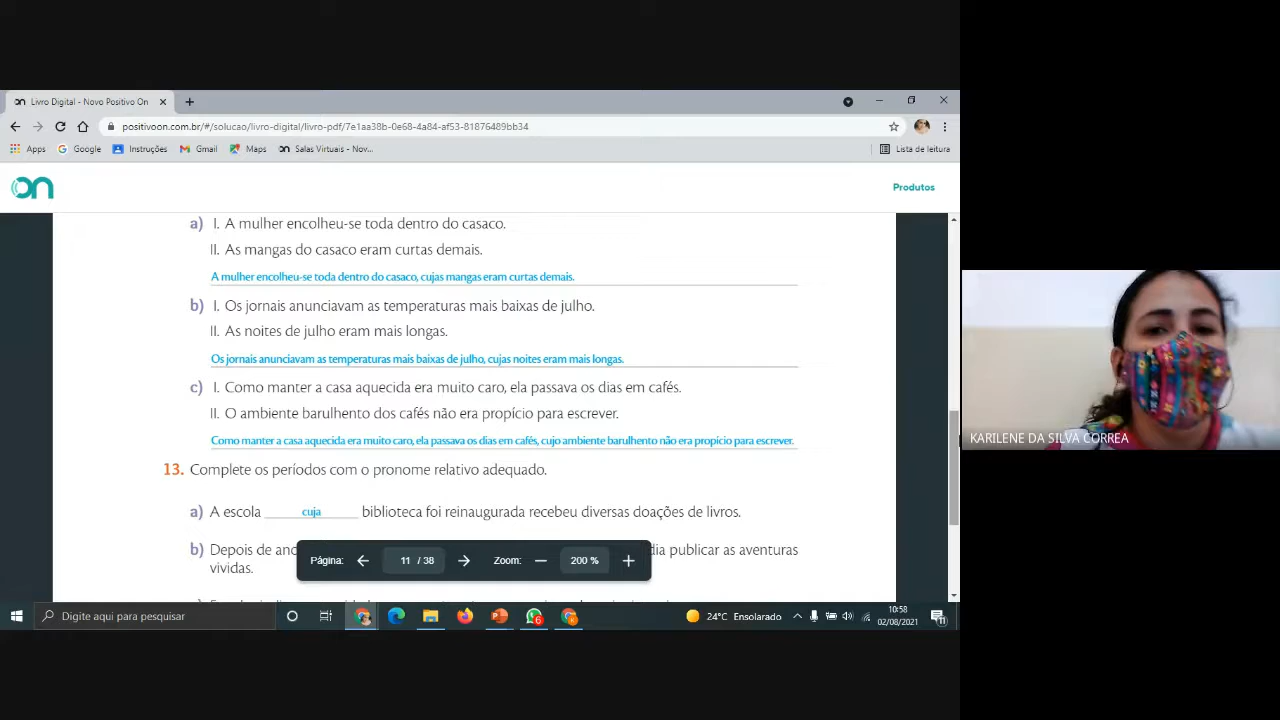 Livro Digital - Novo Positivo On
positivoon.com.br/#/solucao/livro-digital/livro-pdf/7e1aa38b-0e68-4a84-af53-81876489bb34
Apps Google Instruções Gmail Maps Salas Virtuais - Nov... Lista de leitura
on Produtos
a) I. A mulher encolheu-se toda dentro do casaco.
II. As mangas do casaco eram curtas demais.
A mulher encolheu-se toda dentro do casaco, cujas mangas eram curtas demais.
b) I. Os jornais anunciavam as temperaturas mais baixas de julho.
II. As noites de julho eram mais longas.
Os jornais anunciavam as temperaturas mais baixas de julho, cujas noites eram mais longas.
c) I. Como manter a casa aquecida era muito caro, ela passava os dias em cafés.
II. O ambiente barulhento dos cafés não era propício para escrever.
Como manter a casa aquecida era muito caro, ela passava os dias em cafés, cujo ambiente barulhento não era propício para escrever.
13. Complete os períodos com o pronome relativo adequado.
a) A escola cuja biblioteca foi reinaugurada recebeu diversas doações de livros.
b) Depois de publicar as aventuras
vividas.
Página: 11 / 38 Zoom: 200 %
KARILENE DA SILVA CORREA
Digite aqui para pesquisar 6 24°C Ensolarado 10:58
02/08/2021 11